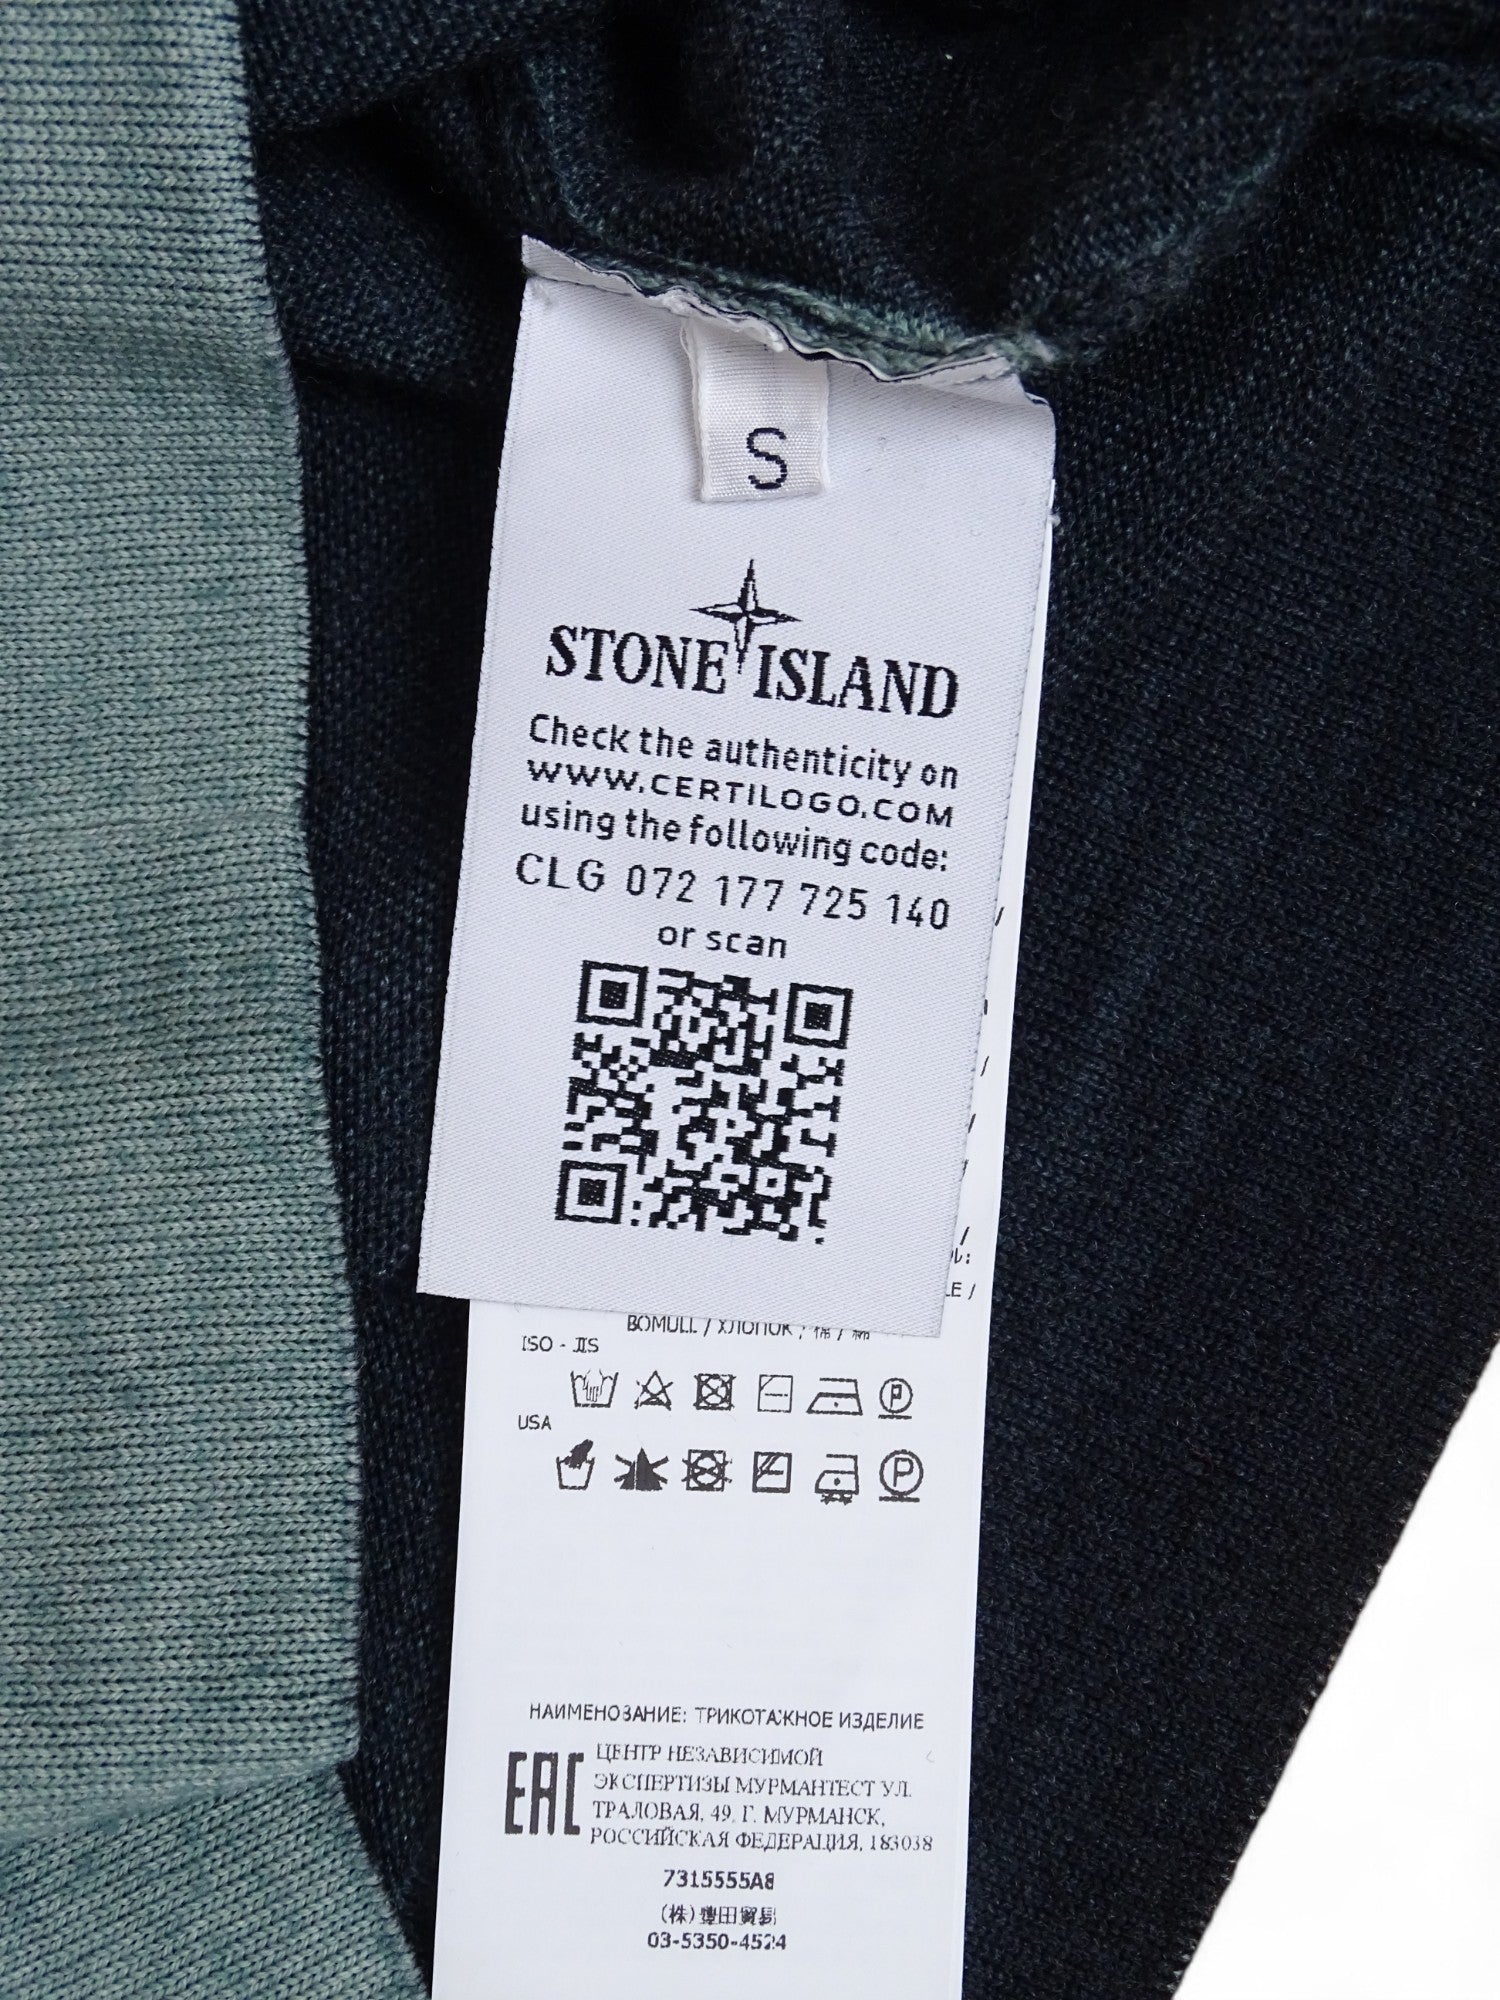 S
STONE ISLAND
Check the authenticity on
WWW.CERTILOGO.COM
using the following code:
CLG 072 177 725 140
or scan
LE /
BOMULL / ХЛОПОК / 棉 / 綿
ISO - JIS
P
USA
P
НАИМЕНОВАНИЕ: ТРИКОТАЖНОЕ ИЗДЕЛИЕ
EAC
ЦЕНТР НЕЗАВИСИМОЙ
ЭКСПЕРТИЗЫ МУРМАНТЕСТ УЛ.
ТРАЛОВАЯ, 49, Г. МУРМАНСК,
РОССИЙСКАЯ ФЕДЕРАЦИЯ, 183038
7315555A8
(株) 豊田貿易
03-5350-4524